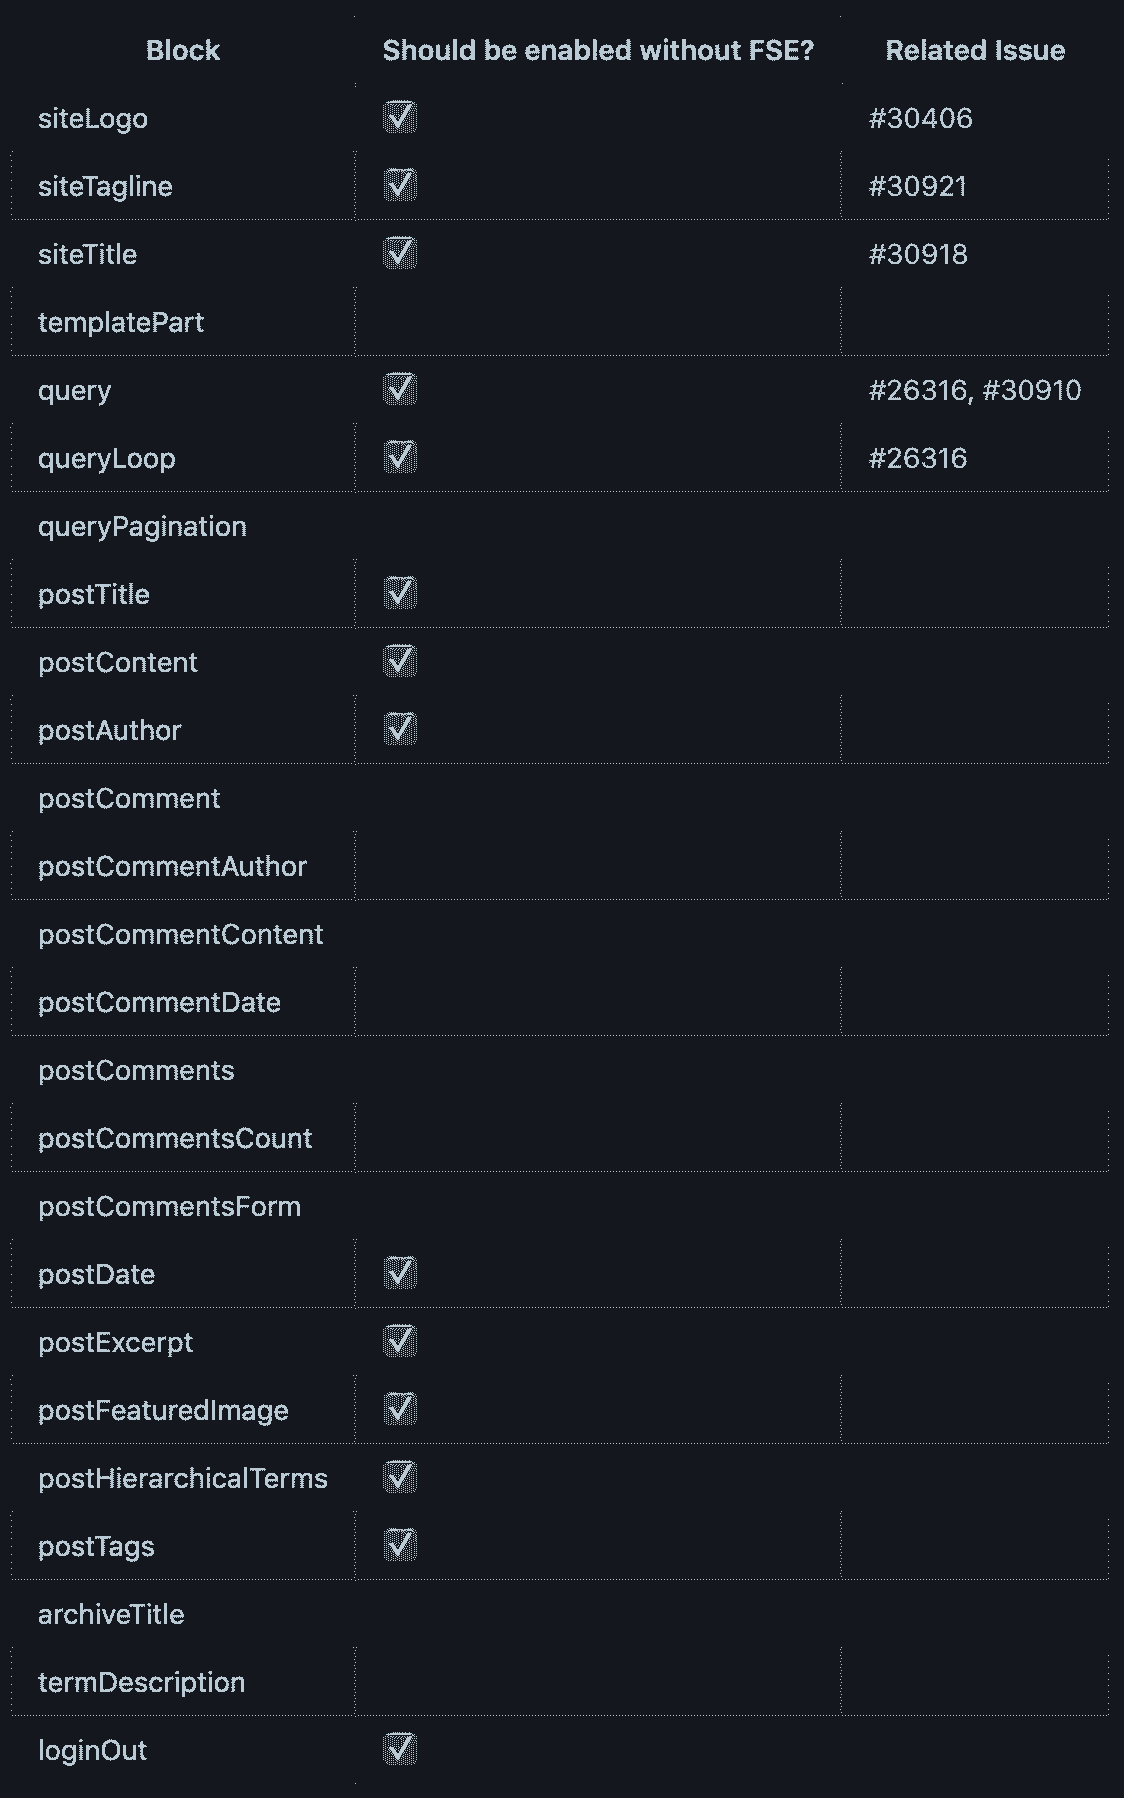 Block Should be enabled without FSE? Related Issue
siteLogo ☑ #30406
siteTagline ☑ #30921
siteTitle ☑ #30918
templatePart
query ☑ #26316, #30910
queryLoop ☑ #26316
queryPagination
postTitle ☑
postContent ☑
postAuthor ☑
postComment
postCommentAuthor
postCommentContent
postCommentDate
postComments
postCommentsCount
postCommentsForm
postDate ☑
postExcerpt ☑
postFeaturedImage ☑
postHierarchicalTerms ☑
postTags ☑
archiveTitle
termDescription
loginOut ☑